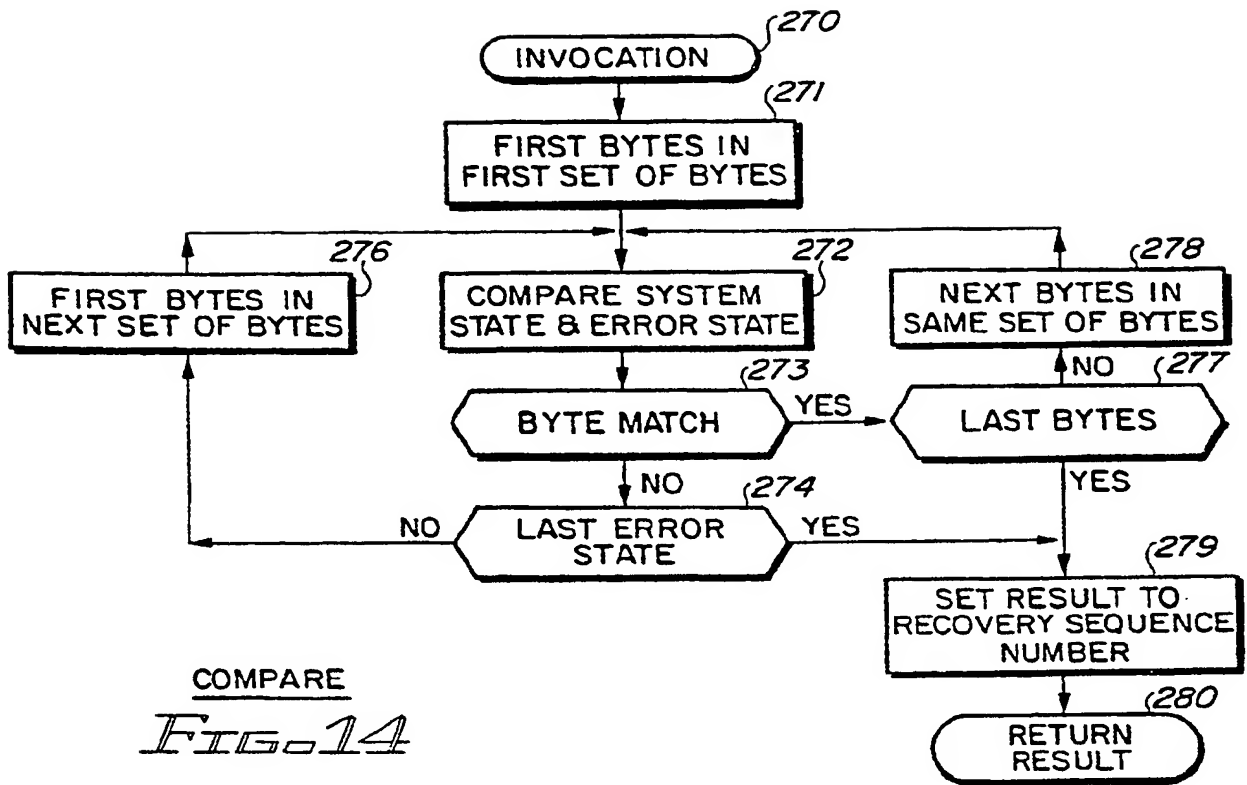 270
INVOCATION
271
FIRST BYTES IN
FIRST SET OF BYTES
276
FIRST BYTES IN
NEXT SET OF BYTES
272
COMPARE SYSTEM
STATE & ERROR STATE
278
NEXT BYTES IN
SAME SET OF BYTES
NO
273
BYTE MATCH
YES
277
LAST BYTES
YES
NO
274
LAST ERROR
STATE
NO
YES
279
SET RESULT TO
RECOVERY SEQUENCE
NUMBER
280
RETURN
RESULT
COMPARE
FIG. 14